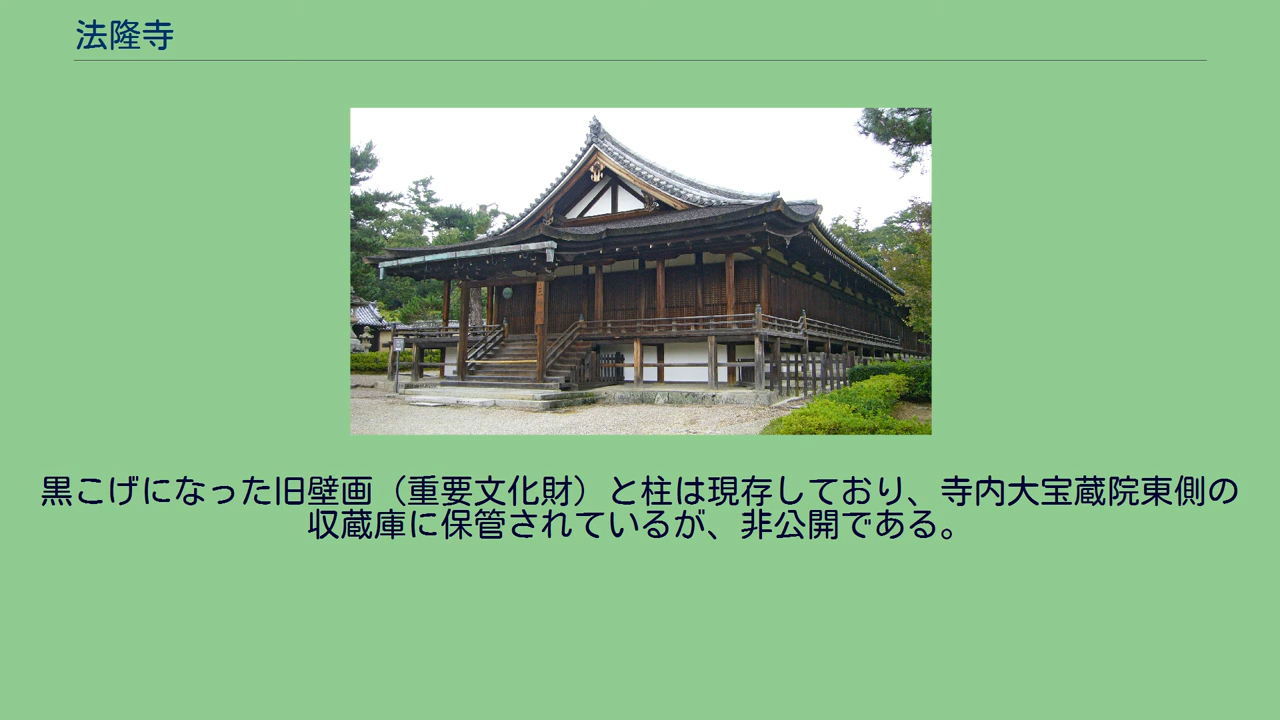 法隆寺
黒こげになった旧壁画（重要文化財）と柱は現存しており、寺内大宝蔵院東側の
収蔵庫に保管されているが、非公開である。